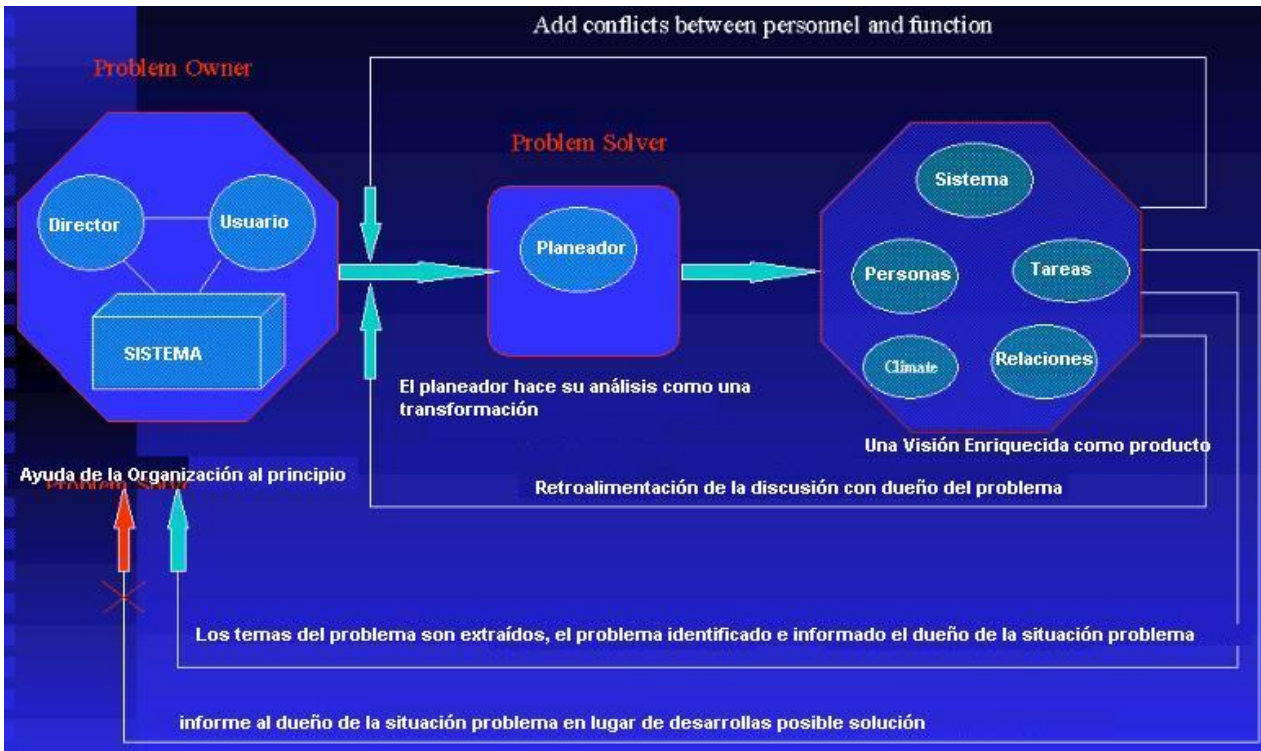 Add conflicts between personnel and function
Problem Owner
Problem Solver
Director
Usuario
SISTEMA
Planeador
Sistema
Personas
Tareas
Climate
Relaciones
El planeador hace su análisis como una
transformación
Una Visión Enriquecida como producto
Ayuda de la Organización al principio
Retroalimentación de la discusión con dueño del problema
Los temas del problema son extraídos, el problema identificado e informado el dueño de la situación problema
informe al dueño de la situación problema en lugar de desarrollas posible solución